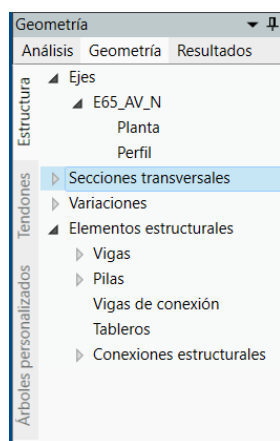 Geometría
Análisis Geometría Resultados
Estructura
Tendones
Árboles personalizados
Ejes
E65_AV_N
Planta
Perfil
Secciones transversales
Variaciones
Elementos estructurales
Vigas
Pilas
Vigas de conexión
Tableros
Conexiones estructurales